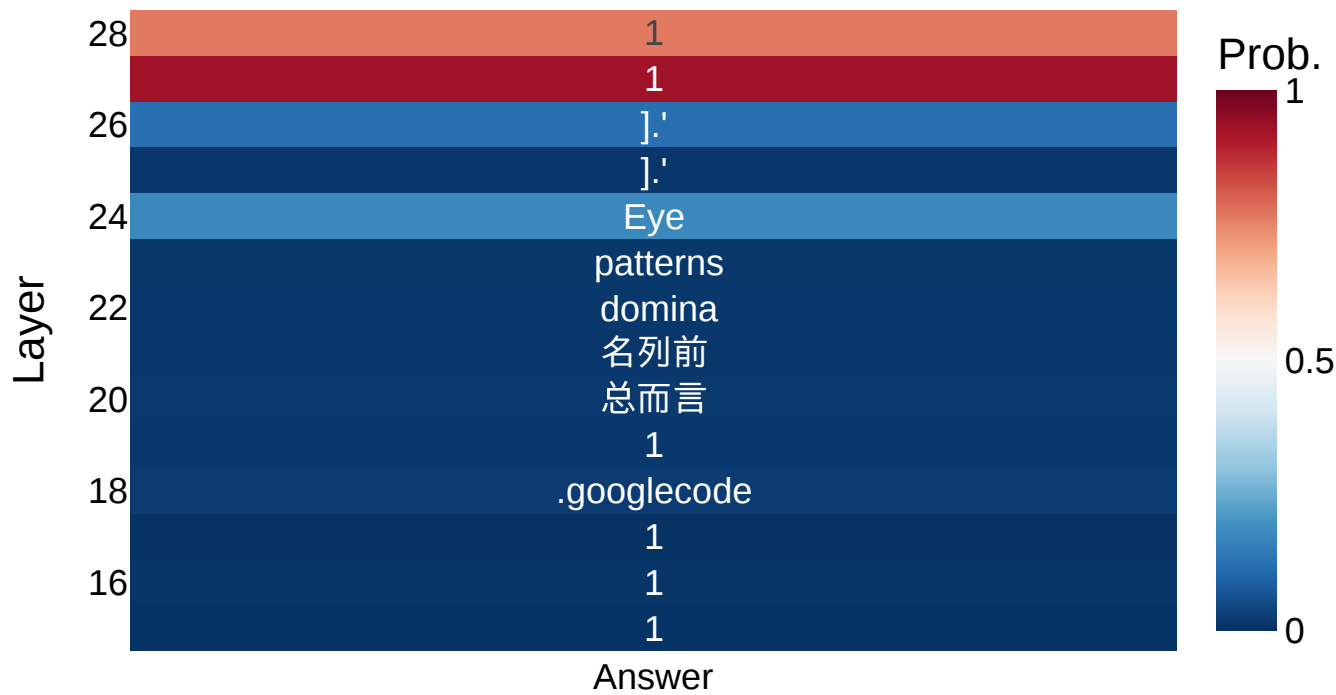 28
1
Prob.
1
1
26
].'
].'
24
Eye
patterns
22
domina
Layer
名列前
0.5
20
总而言
1
18
.googlecode
1
16
1
1
0
Answer